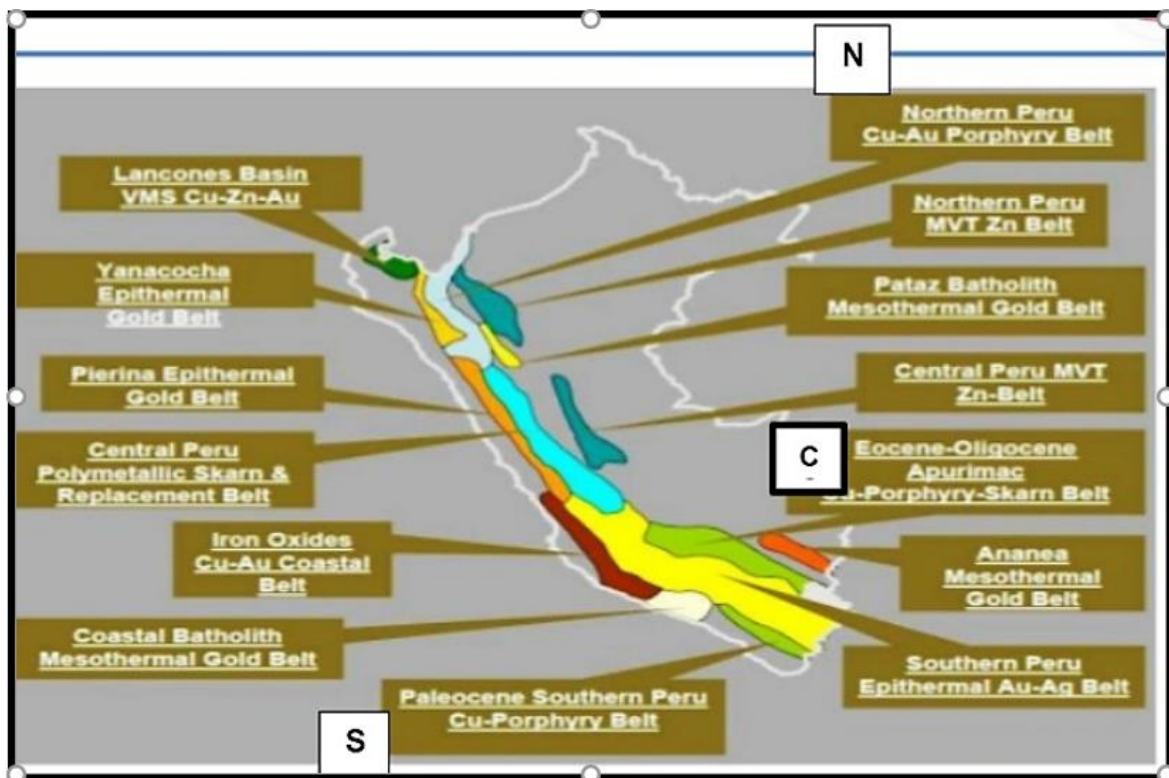 N
Northern Peru
Cu-Au Porphyry Belt
Lancones Basin
VMS Cu-Zn-Au
Northern Peru
MVT Zn Belt
Yanacocha
Epithermal
Gold Belt
Pataz Batholith
Mesothermal Gold Belt
Pierina Epithermal
Gold Belt
Central Peru MVT
Zn-Belt
Central Peru
Polymetallic Skarn &
Replacement Belt
C
Eocene-Oligocene
Apurimac
Cu-Porphyry-Skarn Belt
Iron Oxides
Cu-Au Coastal
Belt
Ananea
Mesothermal
Gold Belt
Coastal Batholith
Mesothermal Gold Belt
Southern Peru
Epithermal Au-Ag Belt
Paleocene Southern Peru
Cu-Porphyry Belt
S